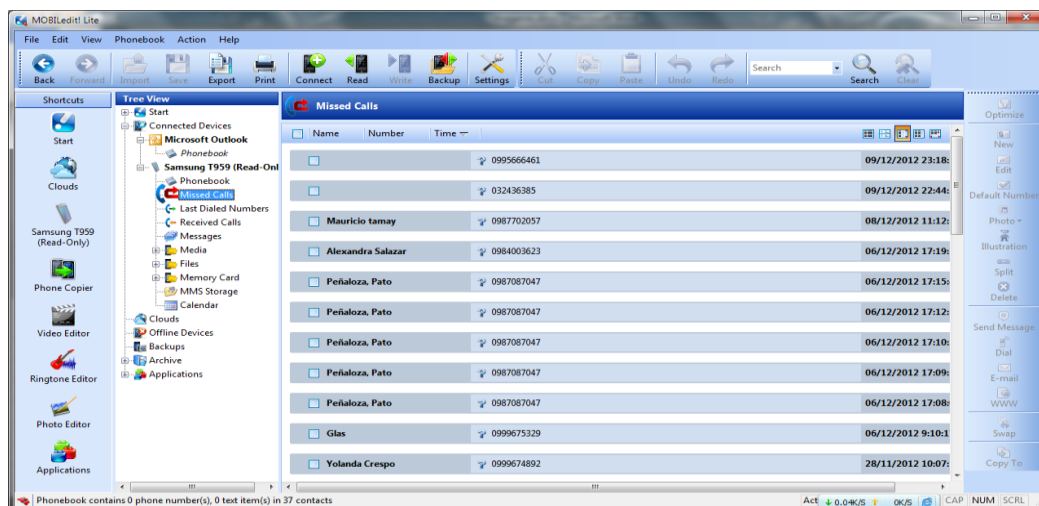 MOBILedit! Lite
File Edit View Phonebook Action Help
Back Forward Import Save Export Print Connect Read Write Backup Settings Cut Copy Paste Undo Redo Search Search Clear
Shortcuts
Start
Clouds
Samsung T959
(Read-Only)
Phone Copier
Video Editor
Ringtone Editor
Photo Editor
Applications
Tree View
Start
Connected Devices
Microsoft Outlook
Phonebook
Samsung T959 (Read-Onl
Phonebook
Missed Calls
Last Dialed Numbers
Received Calls
Messages
Media
Files
Memory Card
MMS Storage
Calendar
Clouds
Offline Devices
Backups
Archive
Applications
Missed Calls
Name Number Time
0995666461 09/12/2012 23:18:
032436385 09/12/2012 22:44:
Mauricio tamay 0987702057 08/12/2012 11:12:
Alexandra Salazar 0984003623 06/12/2012 17:19:
Peñaloza, Pato 0987087047 06/12/2012 17:15:
Peñaloza, Pato 0987087047 06/12/2012 17:12:
Peñaloza, Pato 0987087047 06/12/2012 17:10:
Peñaloza, Pato 0987087047 06/12/2012 17:09:
Peñaloza, Pato 0987087047 06/12/2012 17:08:
Glas 0999675329 06/12/2012 9:10:1
Yolanda Crespo 0999674892 28/11/2012 10:07:
Optimize
New
Edit
Default Number
Photo
Illustration
Split
Delete
Send Message
Dial
E-mail
WWW
Swap
Copy To
Phonebook contains 0 phone number(s), 0 text item(s) in 37 contacts Act 0.04K/S 0K/S CAP NUM SCRL